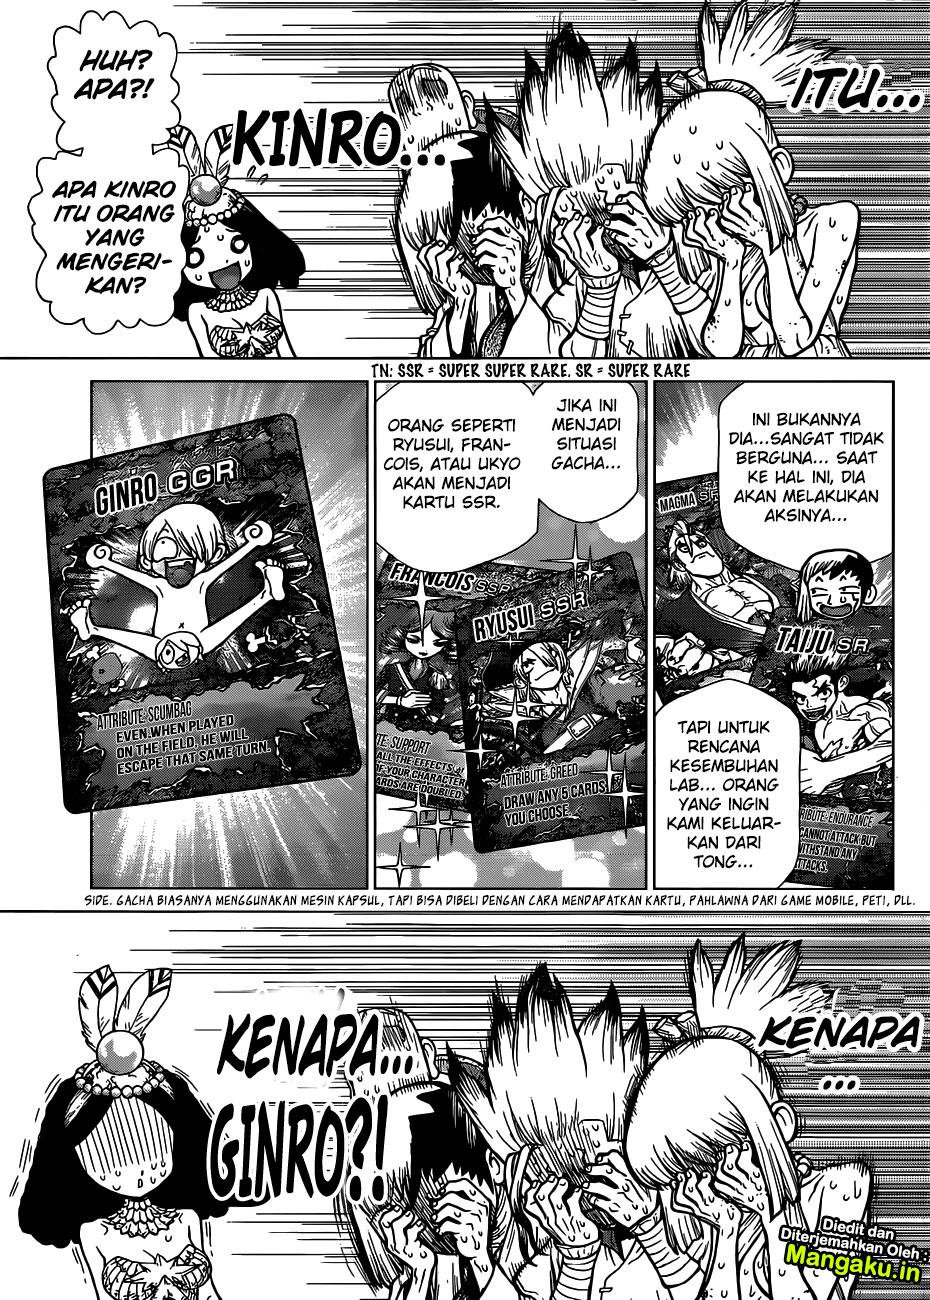 ITU...
KINRO...
HUH?
APA?!
APA KINRO
ITU ORANG
YANG
MENGERI-
KAN?
TN: SSR = SUPER SUPER RARE. SR = SUPER RARE
INI BUKANNYA
DIA...SANGAT TIDAK
BERGUNA... SAAT
KE HAL INI, DIA
AKAN MELAKUKAN
AKSINYA...
MAGMA SR
TAIJU SR
ATTRIBUTE: ENDURANCE
CANNOT ATTACK BUT
WITHSTAND ANY
ATTACKS.
TAPI UNTUK
RENCANA
KESEMBUHAN
LAB... ORANG
YANG INGIN
KAMI KELUAR-
KAN DARI
TONG...
JIKA INI
MENJADI
SITUASI
GACHA...
ORANG SEPERTI
RYUSUI, FRAN-
COIS, ATAU UKYO
AKAN MENJADI
KARTU SSR.
FRANCOIS SSR
TE: SUPPORT
ALL THE EFFECTS
OF YOUR CHARACTER
CARDS ARE DOUBLED
RYUSUI SSR
ATTRIBUTE: GREED
DRAW ANY 5 CARDS
YOU CHOOSE.
GINRO GGR
ATTRIBUTE: SCUMBAG
EVEN WHEN PLAYED
ON THE FIELD, HE WILL
ESCAPE THAT SAME TURN.
SIDE. GACHA BIASANYA MENGGUNAKAN MESIN KAPSUL, TAPI BISA DIBELI DENGAN CARA MENDAPATKAN KARTU, PAHLAWNA DARI GAME MOBILE, PETI, DLL.
KENAPA
...
KENAPA...
GINRO?!
Diedit dan
Diterjemahkan Oleh :
Mangaku.in